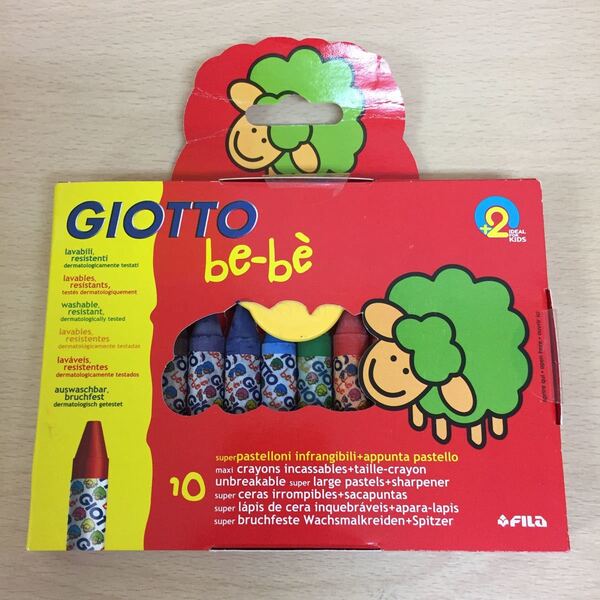 GIOTTO
be-bè
+2
IDEAL
FOR
KIDS
lavabili,
resistenti
dermatologicamente testati
lavables,
resistants,
testés dermatologiquement
washable,
resistant,
dermatologically tested
lavables,
resistentes
dermatologicamente testadas
laváveis,
resistentes
dermatologicamente testados
auswaschbar,
bruchfest
dermatologisch getestet
10
super pastelloni infrangibili+appunta pastello
maxi crayons incassables+taille-crayon
unbreakable super large pastels+sharpener
super ceras irrompibles+sacapuntas
super lápis de cera inquebráveis+apara-lapis
super bruchfeste Wachsmalkreiden+Spitzer
FILA
GIOTTO